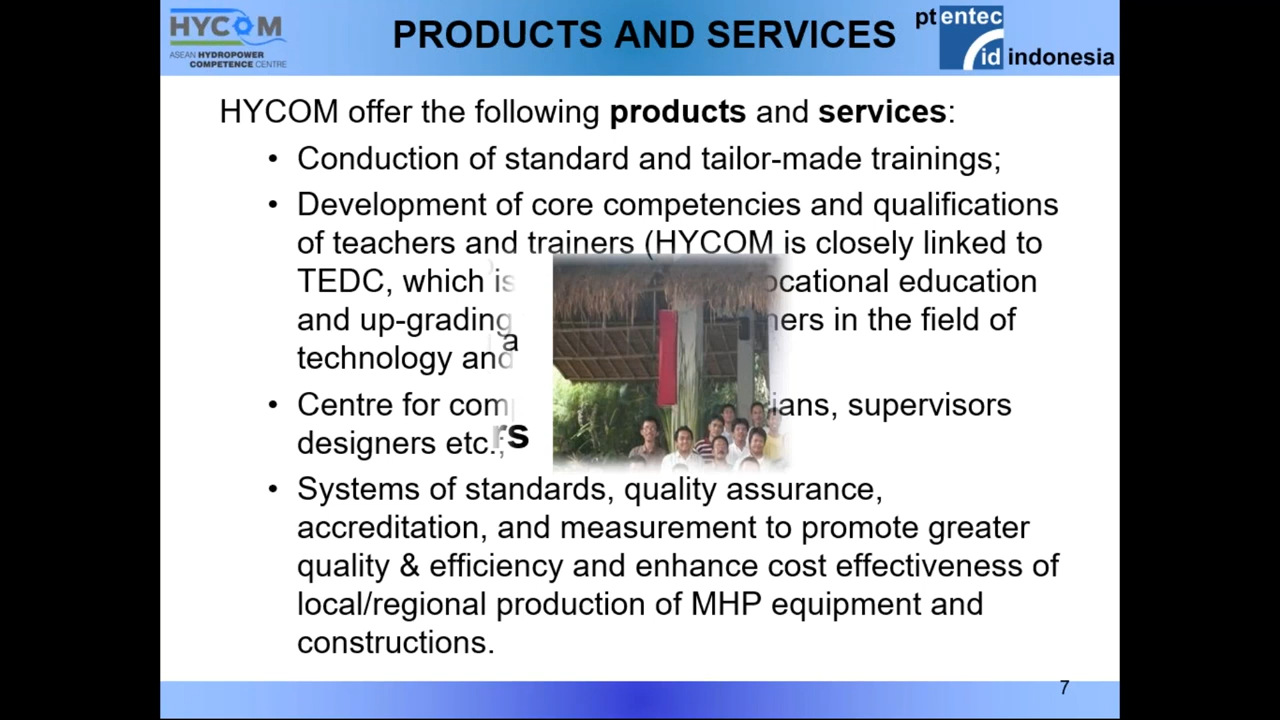 HYCOM
ASEAN HYDROPOWER
COMPETENCE CENTRE
PRODUCTS AND SERVICES
pt entec
id indonesia
HYCOM offer the following products and services:
• Conduction of standard and tailor-made trainings;
• Development of core competencies and qualifications
of teachers and trainers (HYCOM is closely linked to
TEDC, which is ocational education
and up-grading ners in the field of
a
technology and
• Centre for com ians, supervisors
rs
designers etc.;
• Systems of standards, quality assurance,
accreditation, and measurement to promote greater
quality & efficiency and enhance cost effectiveness of
local/regional production of MHP equipment and
constructions.
7